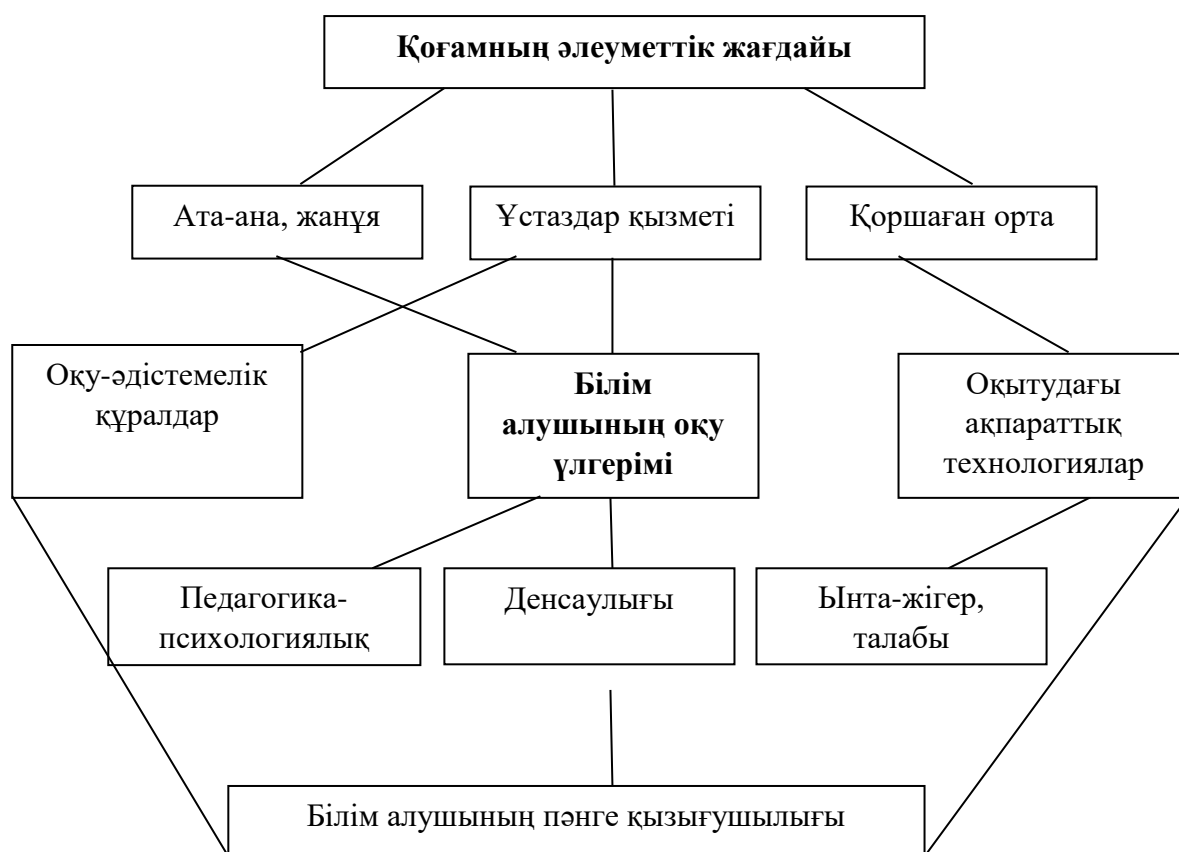 Қоғамның әлеуметтік жағдайы
Ата-ана, жанұя
Ұстаздар қызметі
Қоршаған орта
Оқу-әдістемелік
құралдар
Білім
алушының оқу
үлгерімі
Оқытудағы
ақпараттық
технологиялар
Педагогика-
психологиялық
Денсаулығы
Ынта-жігер,
талабы
Білім алушының пәнге қызығушылығы